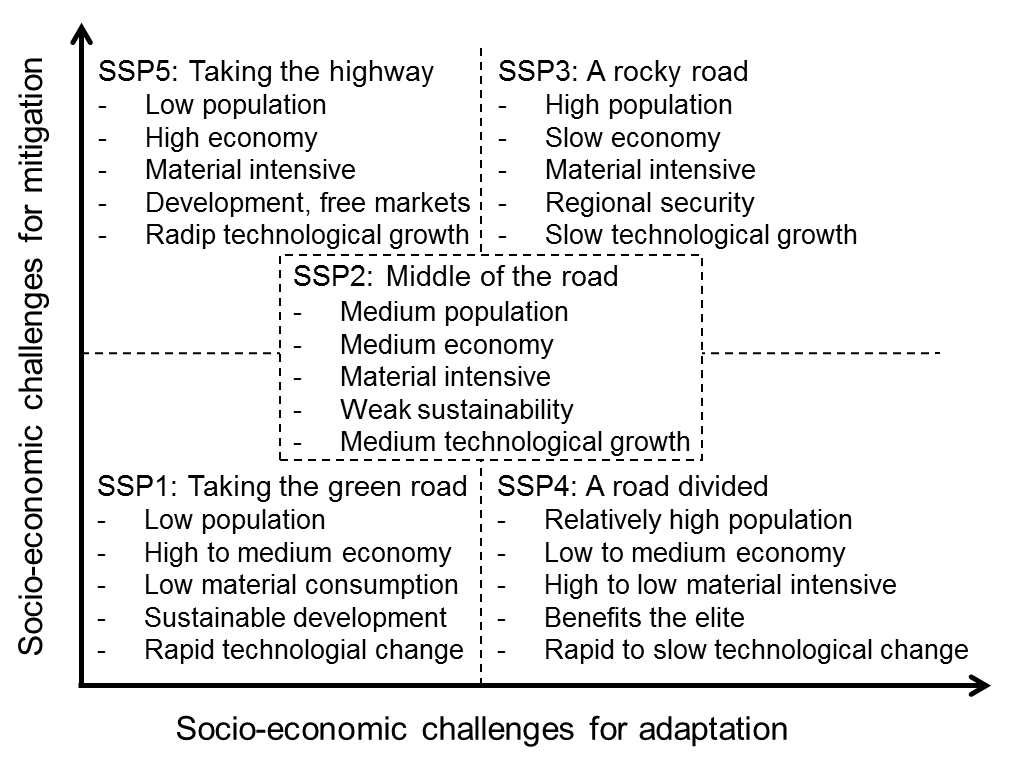 Socio-economic challenges for mitigation
SSP5: Taking the highway
- Low population
- High economy
- Material intensive
- Development, free markets
- Radip technological growth
SSP3: A rocky road
- High population
- Slow economy
- Material intensive
- Regional security
- Slow technological growth
SSP2: Middle of the road
- Medium population
- Medium economy
- Material intensive
- Weak sustainability
- Medium technological growth
SSP1: Taking the green road
- Low population
- High to medium economy
- Low material consumption
- Sustainable development
- Rapid technologial change
SSP4: A road divided
- Relatively high population
- Low to medium economy
- High to low material intensive
- Benefits the elite
- Rapid to slow technological change
Socio-economic challenges for adaptation